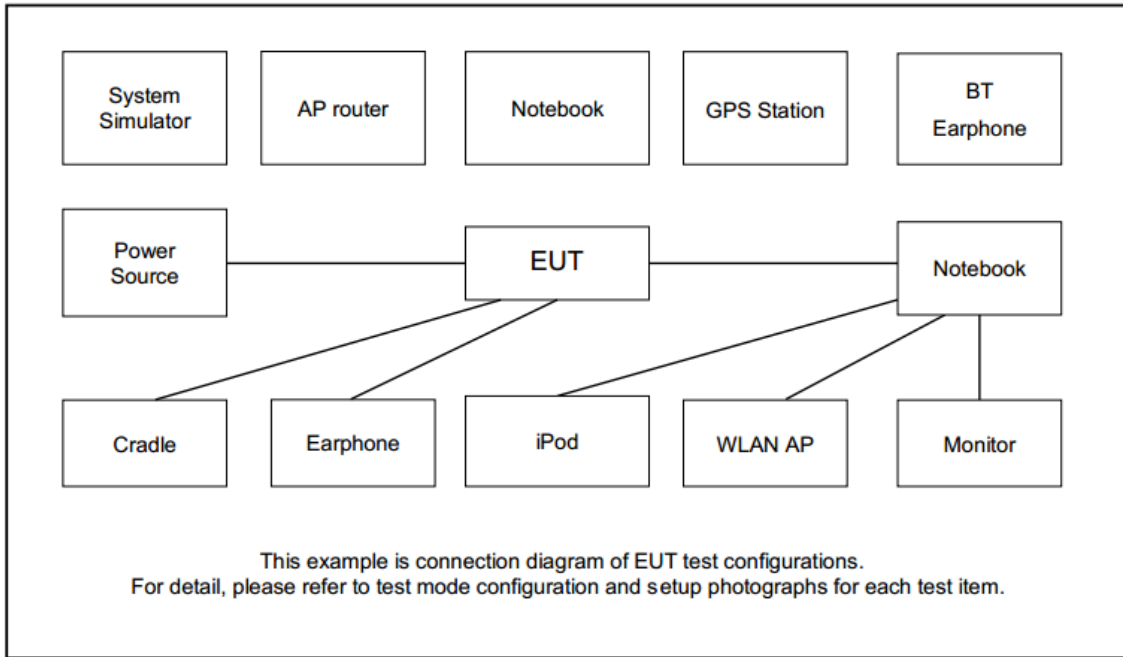 System
Simulator
AP router
Notebook
GPS Station
BT
Earphone
Power
Source
EUT
Notebook
Cradle
Earphone
iPod
WLAN AP
Monitor
This example is connection diagram of EUT test configurations.
For detail, please refer to test mode configuration and setup photographs for each test item.